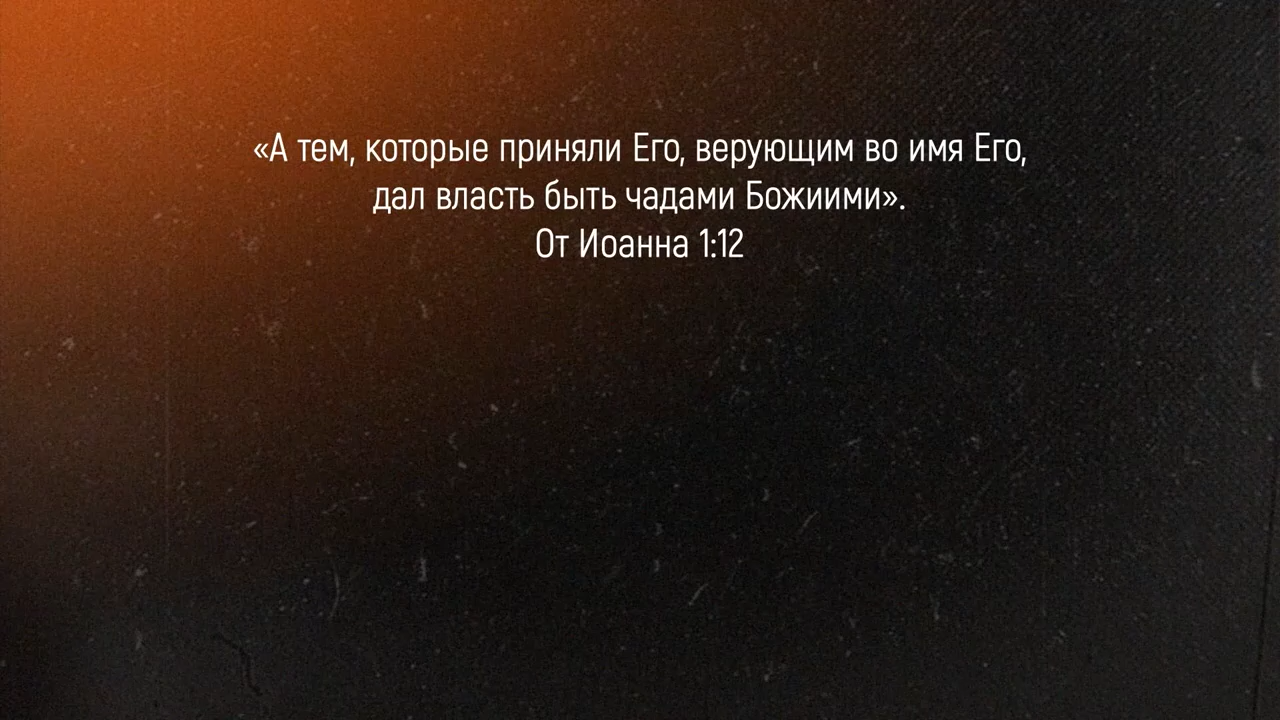 «А тем, которые приняли Его, верующим во имя Его,
дал власть быть чадами Божиими».
От Иоанна 1:12